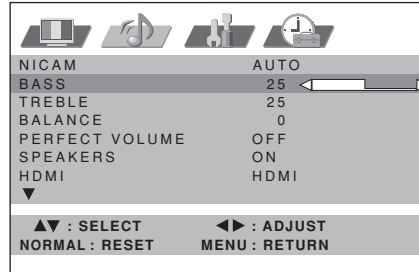 NICAM AUTO
BASS 25
TREBLE 25
BALANCE 0
PERFECT VOLUME OFF
SPEAKERS ON
HDMI HDMI
▼
▲▼ : SELECT ◀▶ : ADJUST
NORMAL : RESET MENU : RETURN